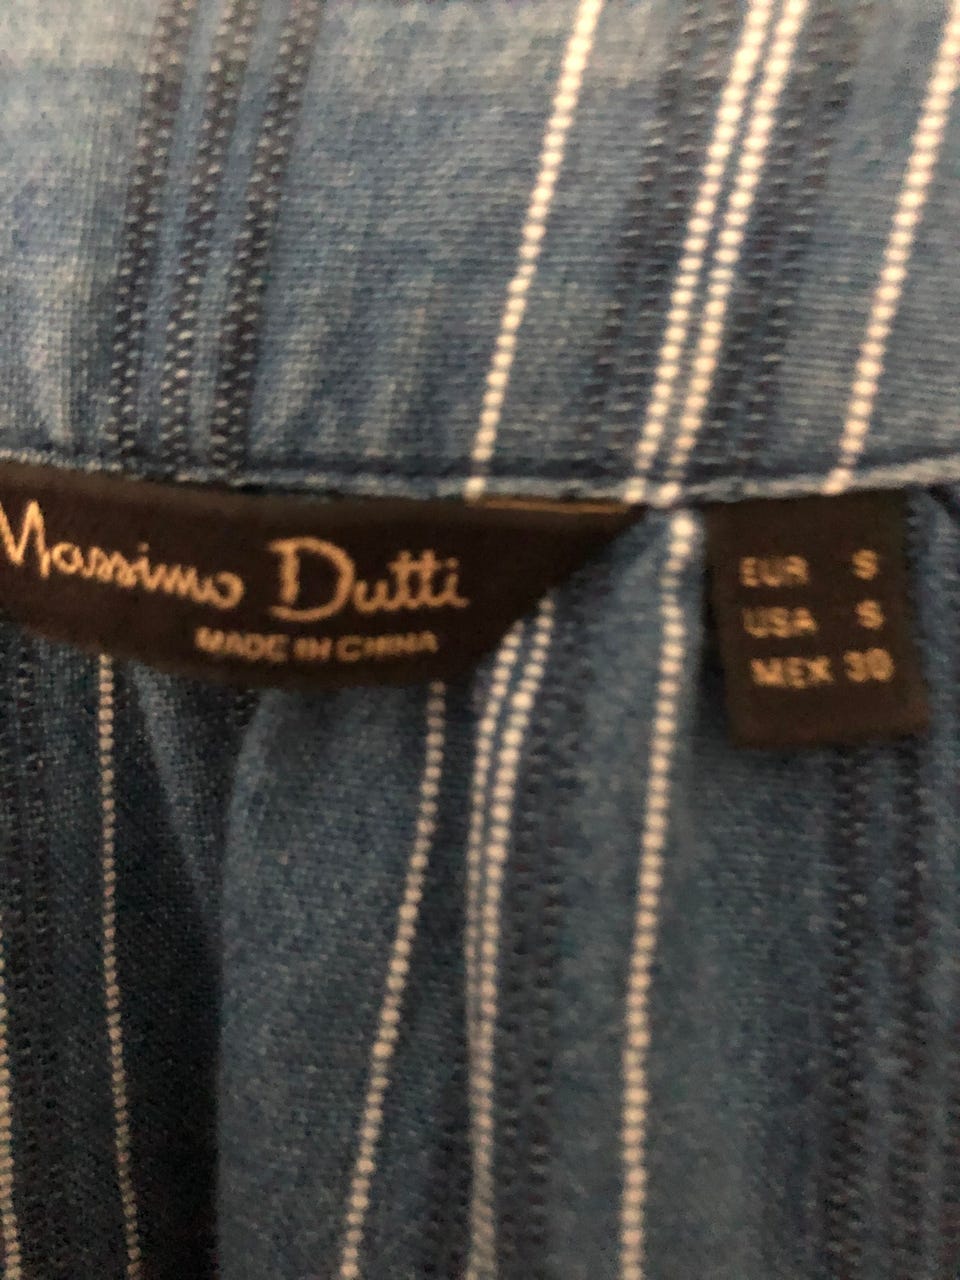 Massimo Dutti
MADE IN CHINA
EUR S
USA S
MEX 30